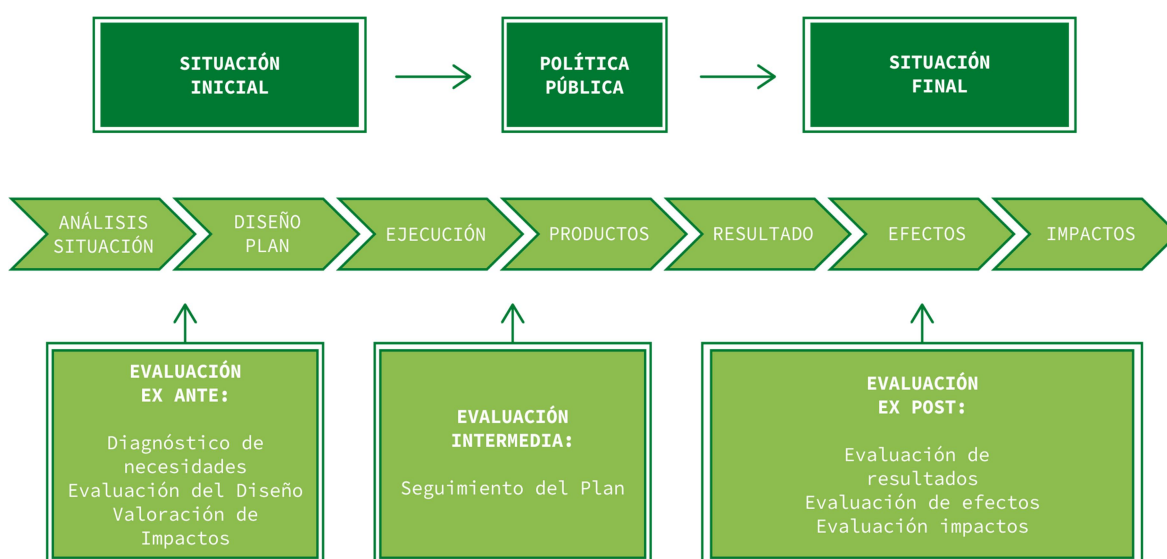 SITUACIÓN
INICIAL
POLÍTICA
PÚBLICA
SITUACIÓN
FINAL
ANÁLISIS
SITUACIÓN
DISEÑO
PLAN
EJECUCIÓN
PRODUCTOS
RESULTADO
EFECTOS
IMPACTOS
EVALUACIÓN
EX ANTE:
Diagnóstico de
necesidades
Evaluación del Diseño
Valoración de
Impactos
EVALUACIÓN
INTERMEDIA:
Seguimiento del Plan
EVALUACIÓN
EX POST:
Evaluación de
resultados
Evaluación de efectos
Evaluación impactos